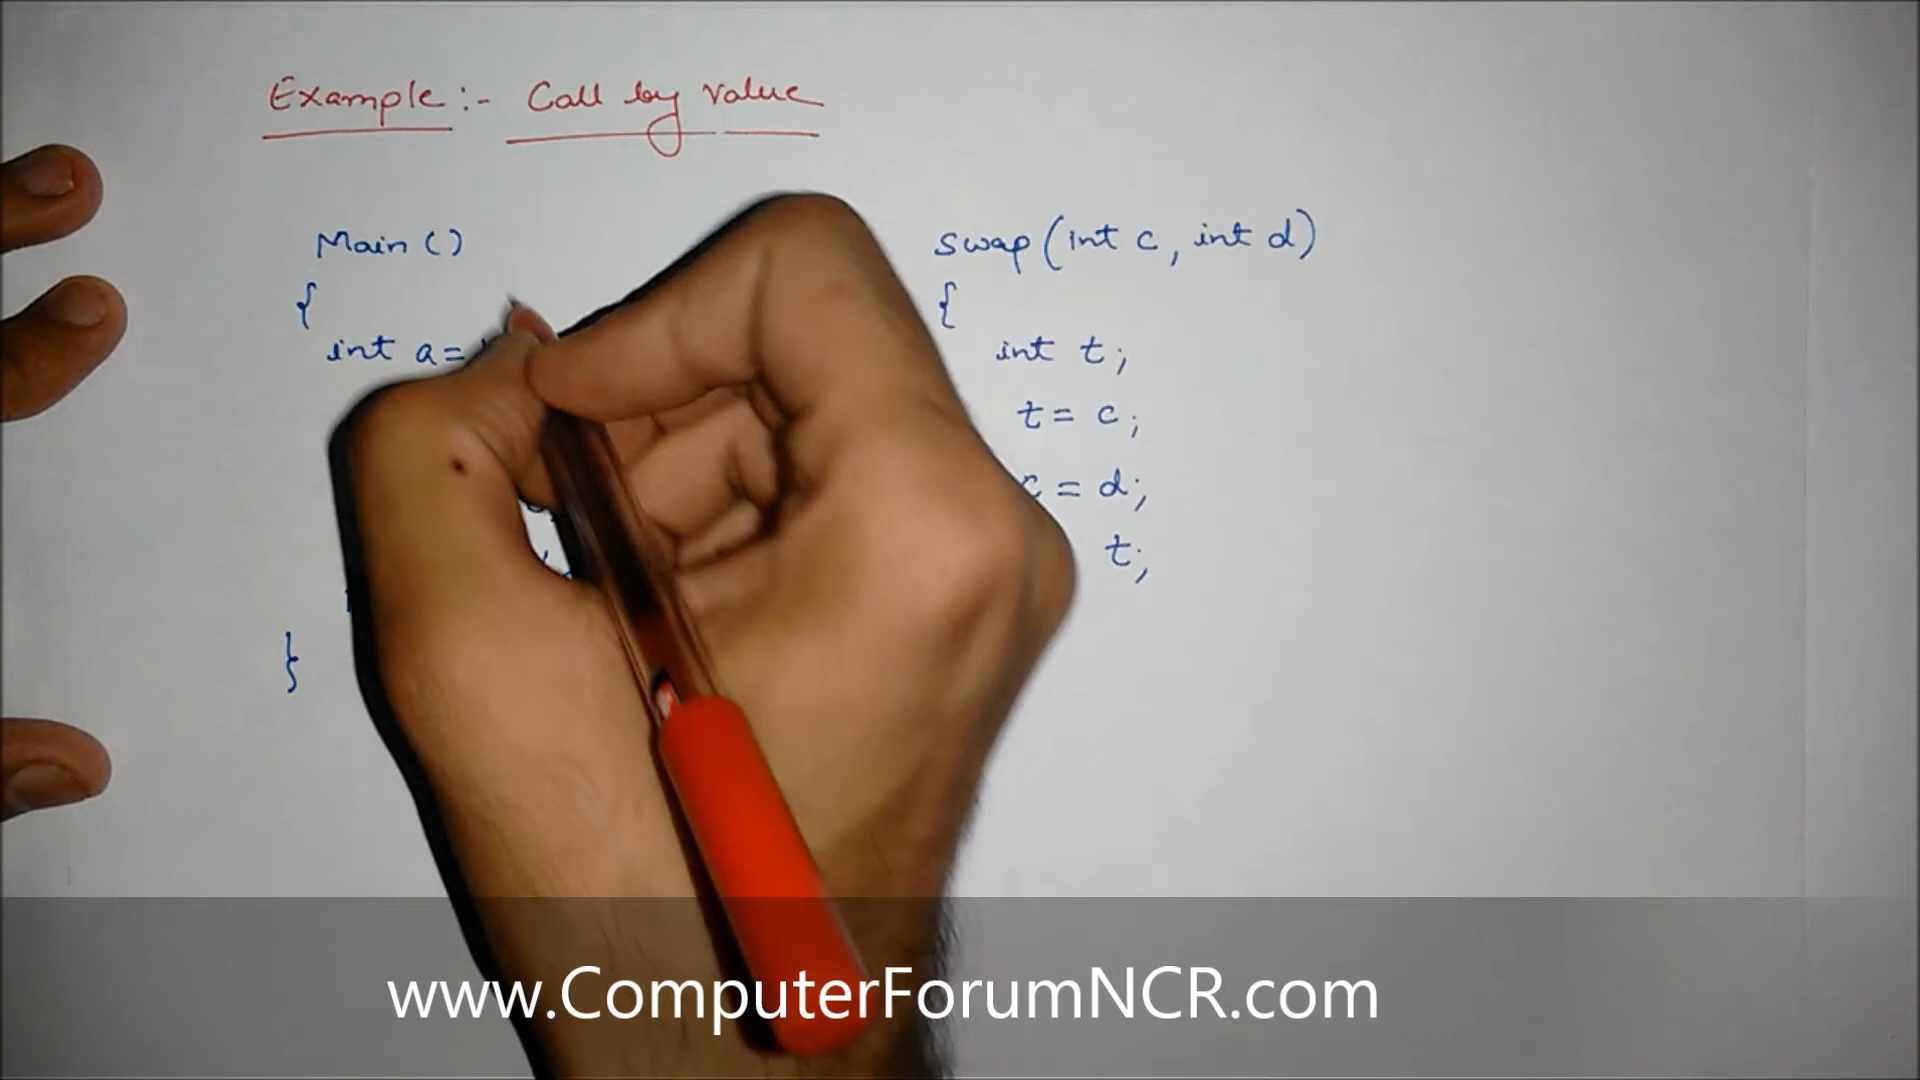 Example:- Call by value
Main()
{
int a=
}
swap(int c, int d)
{
int t;
t = c;
c = d;
t;
www.ComputerForumNCR.com